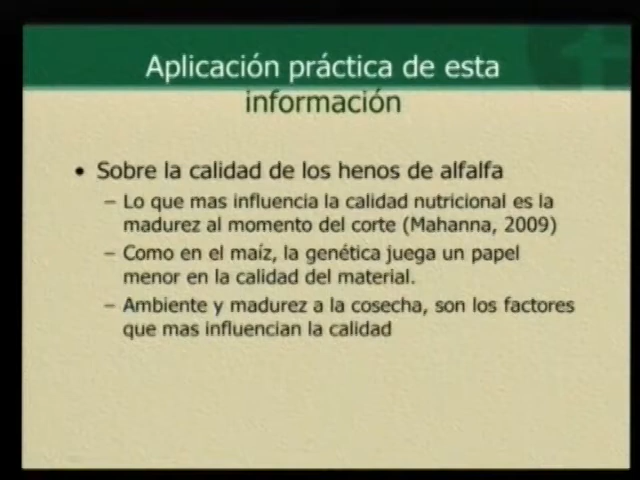 Aplicación práctica de esta
información
• Sobre la calidad de los henos de alfalfa
– Lo que mas influencia la calidad nutricional es la
madurez al momento del corte (Mahanna, 2009)
– Como en el maíz, la genética juega un papel
menor en la calidad del material.
– Ambiente y madurez a la cosecha, son los factores
que mas influencian la calidad